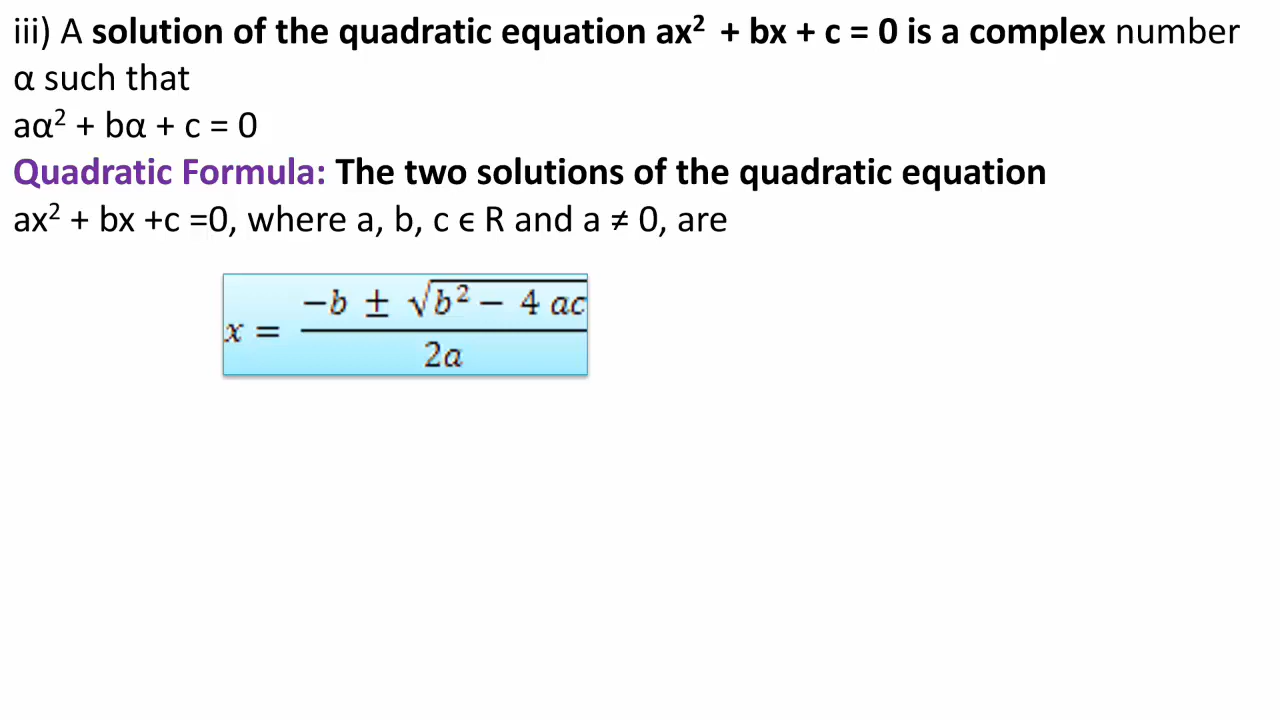 iii) A solution of the quadratic equation ax² + bx + c = 0 is a complex number
α such that
aα² + bα + c = 0
Quadratic Formula: The two solutions of the quadratic equation
ax² + bx +c =0, where a, b, c ϵ R and a ≠ 0, are
x = (−b ± √(b² − 4 ac)) / 2a